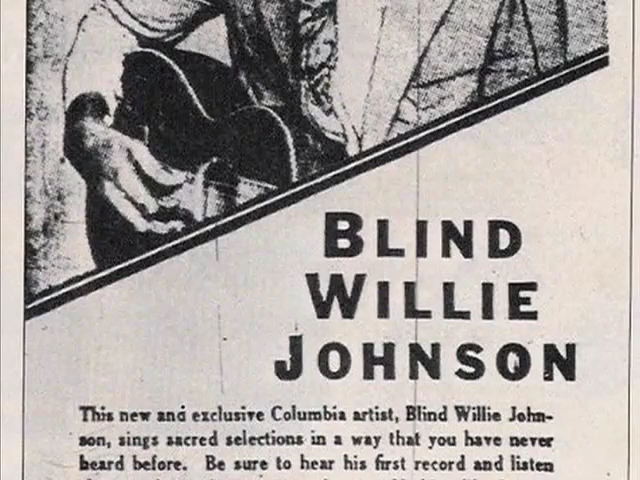 BLIND
WILLIE
JOHNSON
This new and exclusive Columbia artist, Blind Willie John-
son, sings sacred selections in a way that you have never
heard before. Be sure to hear his first record and listen